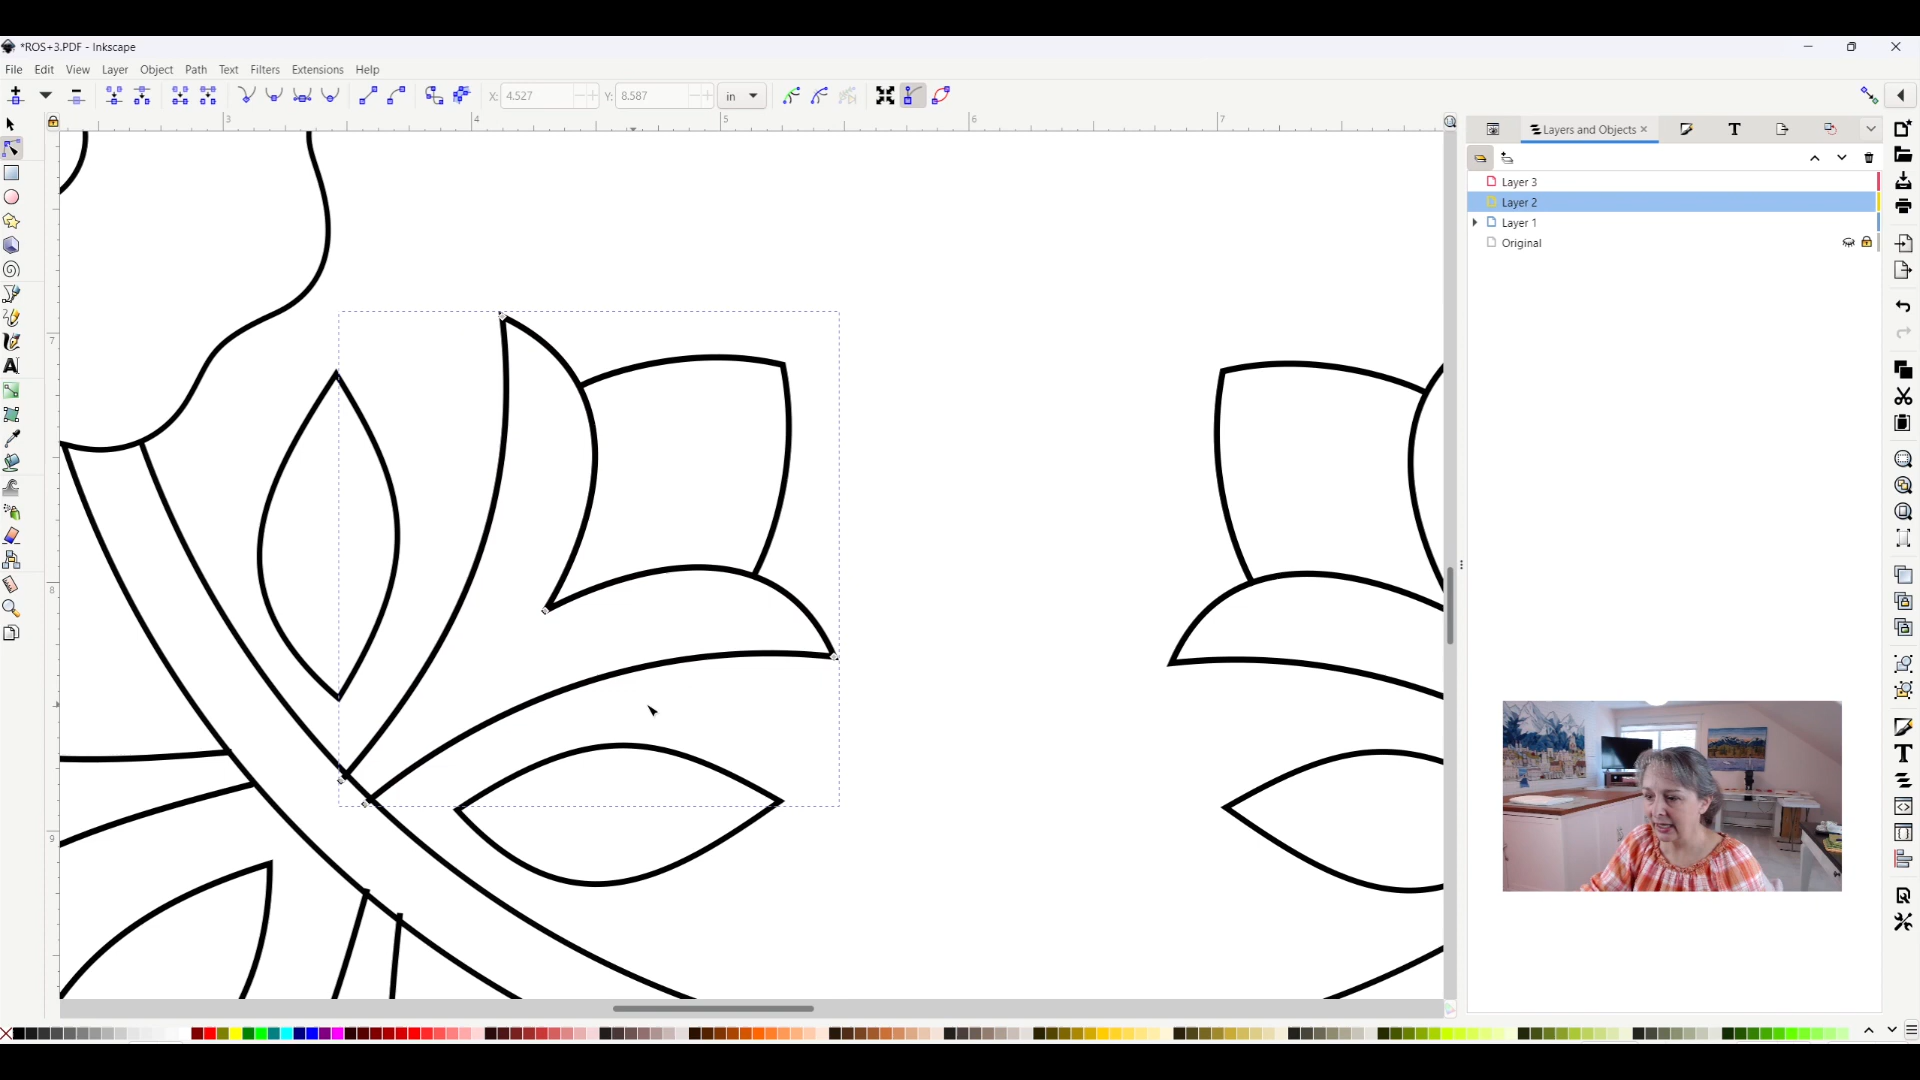 *ROS+3.PDF - Inkscape
File Edit View Layer Object Path Text Filters Extensions Help
X: 4.527 Y: 8.587 in
3 4 5 6 7
Layers and Objects
Layer 3
Layer 2
Layer 1
Original
7
8
9